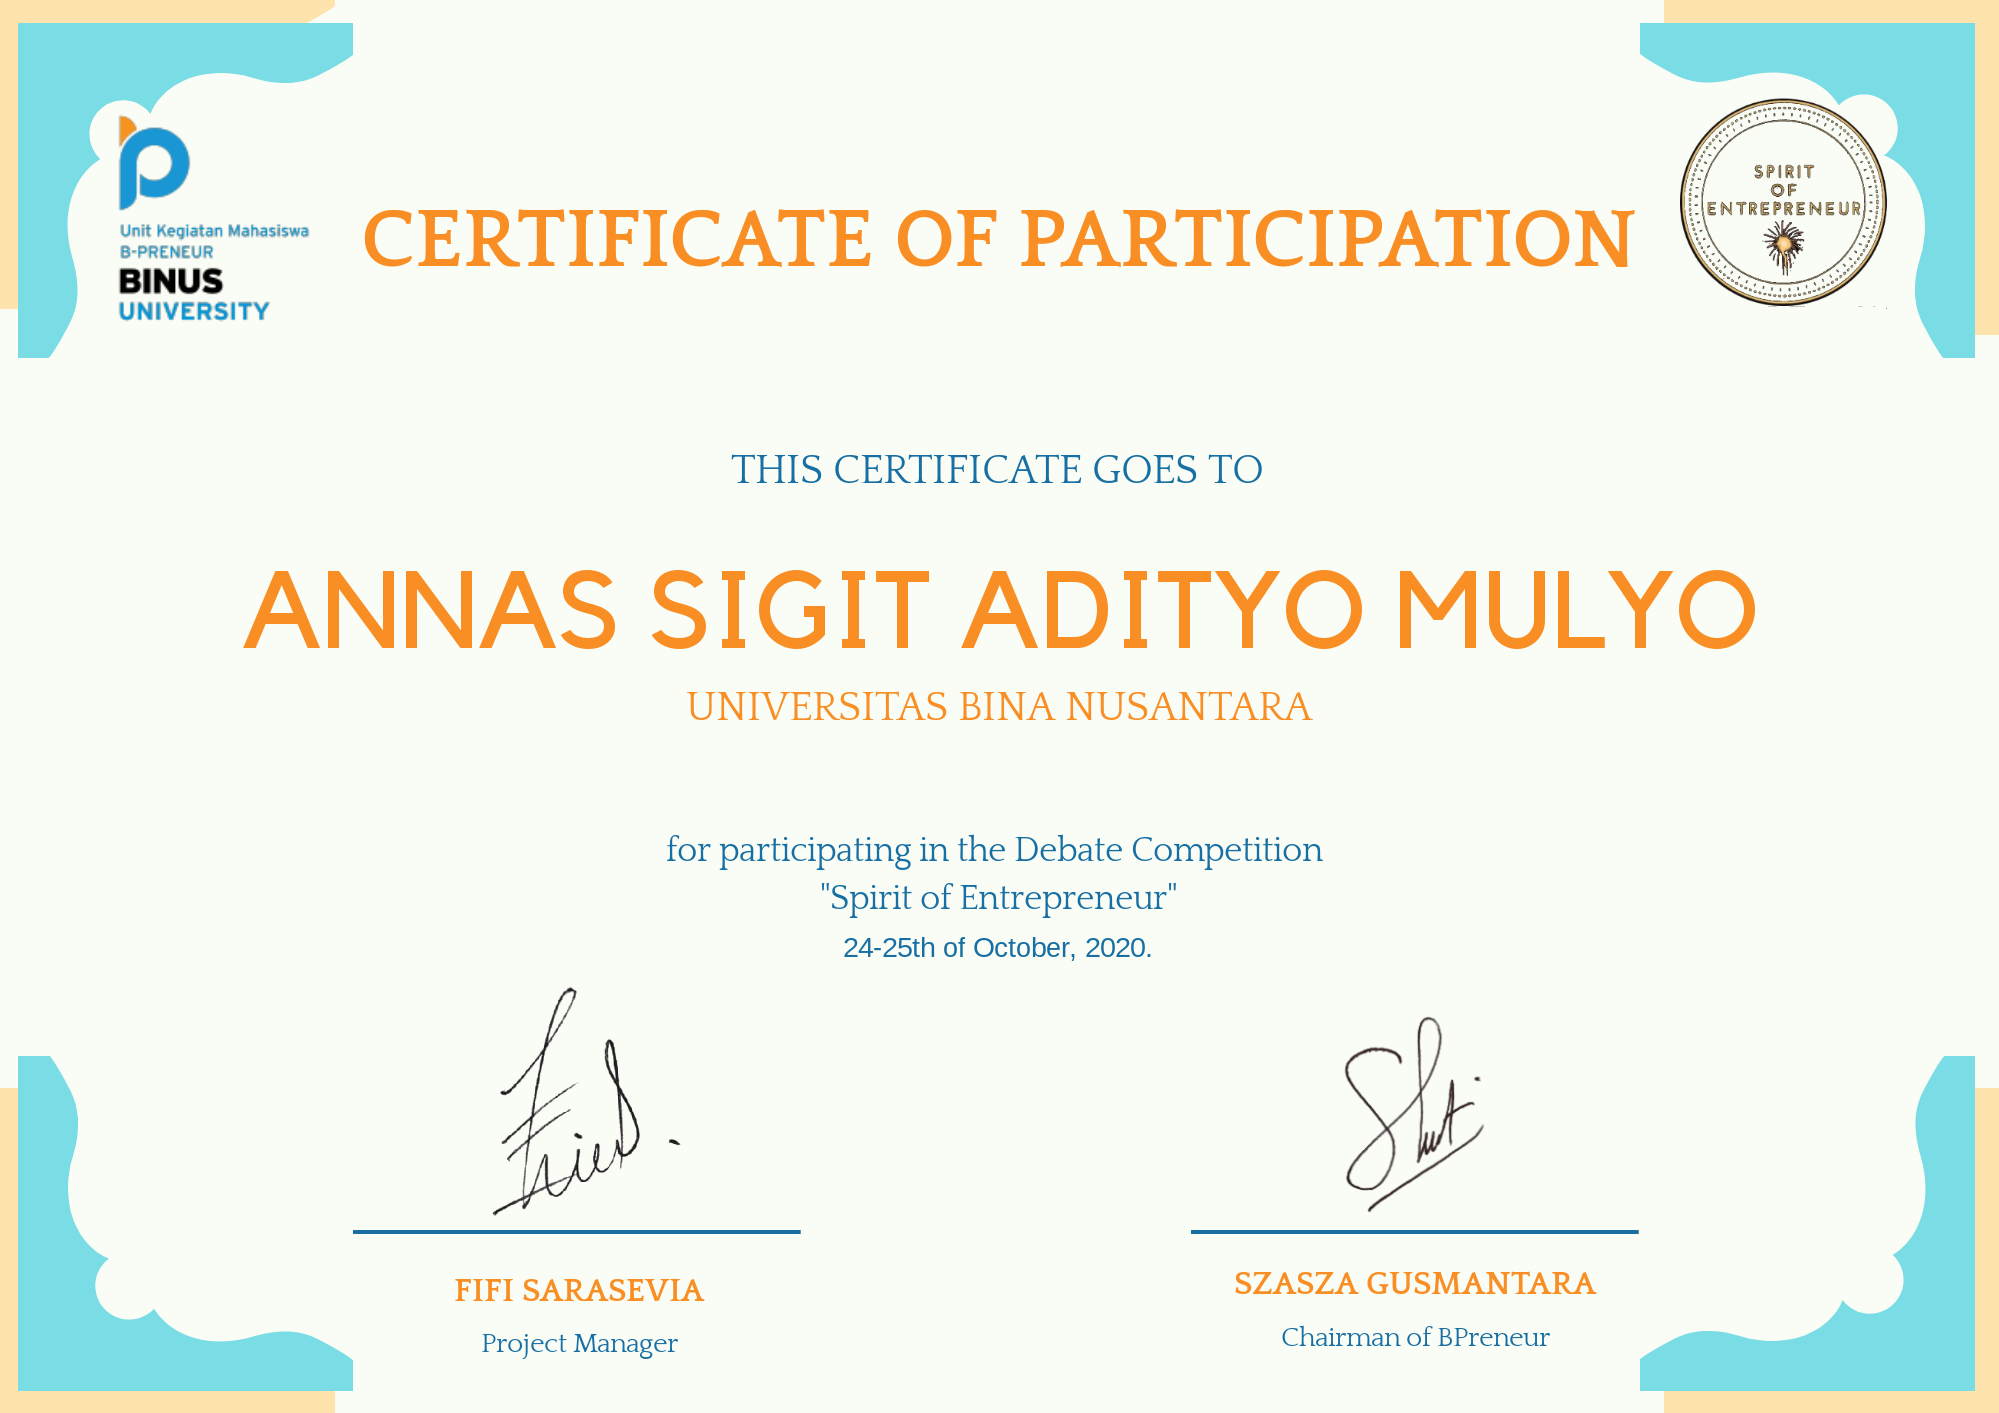 Unit Kegiatan Mahasiswa
B-PRENEUR
BINUS
UNIVERSITY
CERTIFICATE OF PARTICIPATION
SPIRIT
OF
ENTREPRENEUR
THIS CERTIFICATE GOES TO
ANNAS SIGIT ADITYO MULYO
UNIVERSITAS BINA NUSANTARA
for participating in the Debate Competition
"Spirit of Entrepreneur"
24-25th of October, 2020.
FIFI SARASEVIA
Project Manager
SZASZA GUSMANTARA
Chairman of BPreneur